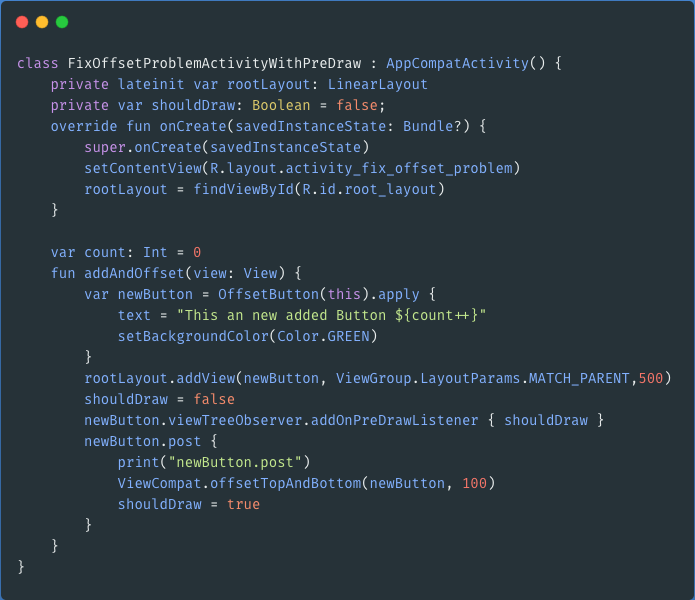 class FixOffsetProblemActivityWithPreDraw : AppCompatActivity() {
    private lateinit var rootLayout: LinearLayout
    private var shouldDraw: Boolean = false;
    override fun onCreate(savedInstanceState: Bundle?) {
        super.onCreate(savedInstanceState)
        setContentView(R.layout.activity_fix_offset_problem)
        rootLayout = findViewById(R.id.root_layout)
    }

    var count: Int = 0
    fun addAndOffset(view: View) {
        var newButton = OffsetButton(this).apply {
            text = "This an new added Button ${count++}"
            setBackgroundColor(Color.GREEN)
        }
        rootLayout.addView(newButton, ViewGroup.LayoutParams.MATCH_PARENT,500)
        shouldDraw = false
        newButton.viewTreeObserver.addOnPreDrawListener { shouldDraw }
        newButton.post {
            print("newButton.post")
            ViewCompat.offsetTopAndBottom(newButton, 100)
            shouldDraw = true
        }
    }
}